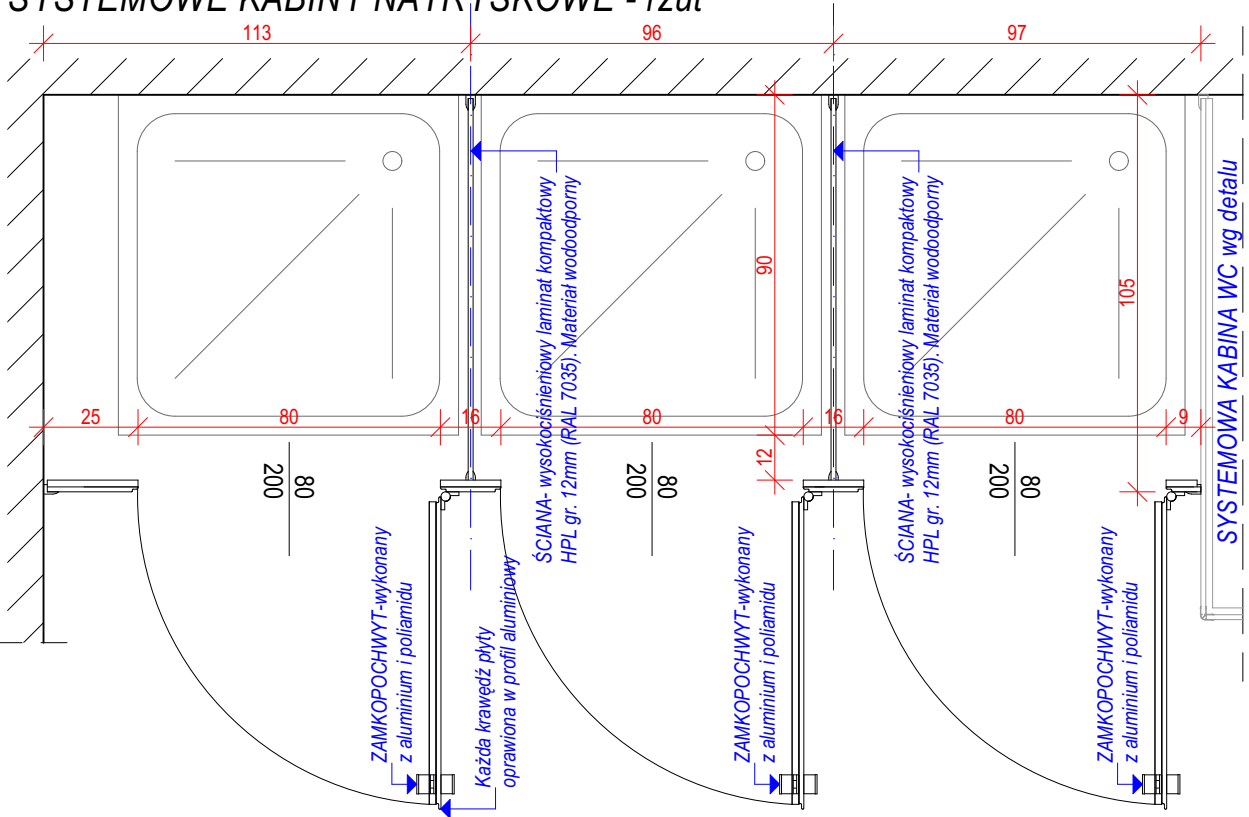 SYSTEMOWE KABINY NATRYSKOWE - rzut
113
96
97
90
105
12
25
80
16
80
16
80
9
80
200
80
200
80
200
ŚCIANA- wysokociśnieniowy laminat kompaktowy
HPL gr. 12mm (RAL 7035). Materiał wodoodporny
ŚCIANA- wysokociśnieniowy laminat kompaktowy
HPL gr. 12mm (RAL 7035). Materiał wodoodporny
SYSTEMOWA KABINA WC wg detalu
ZAMKOPOCHWYT-wykonany
z aluminium i poliamidu
Każda krawędź płyty
oprawiona w profil aluminiowy
ZAMKOPOCHWYT-wykonany
z aluminium i poliamidu
ZAMKOPOCHWYT-wykonany
z aluminium i poliamidu